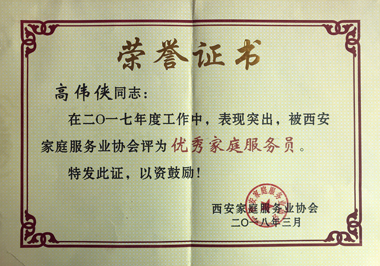 荣誉证书
高伟侠同志：
在二〇一七年度工作中，表现突出，被西安
家庭服务业协会评为优秀家庭服务员。
特发此证，以资鼓励！
西安家庭服务业协会
二〇一八年三月